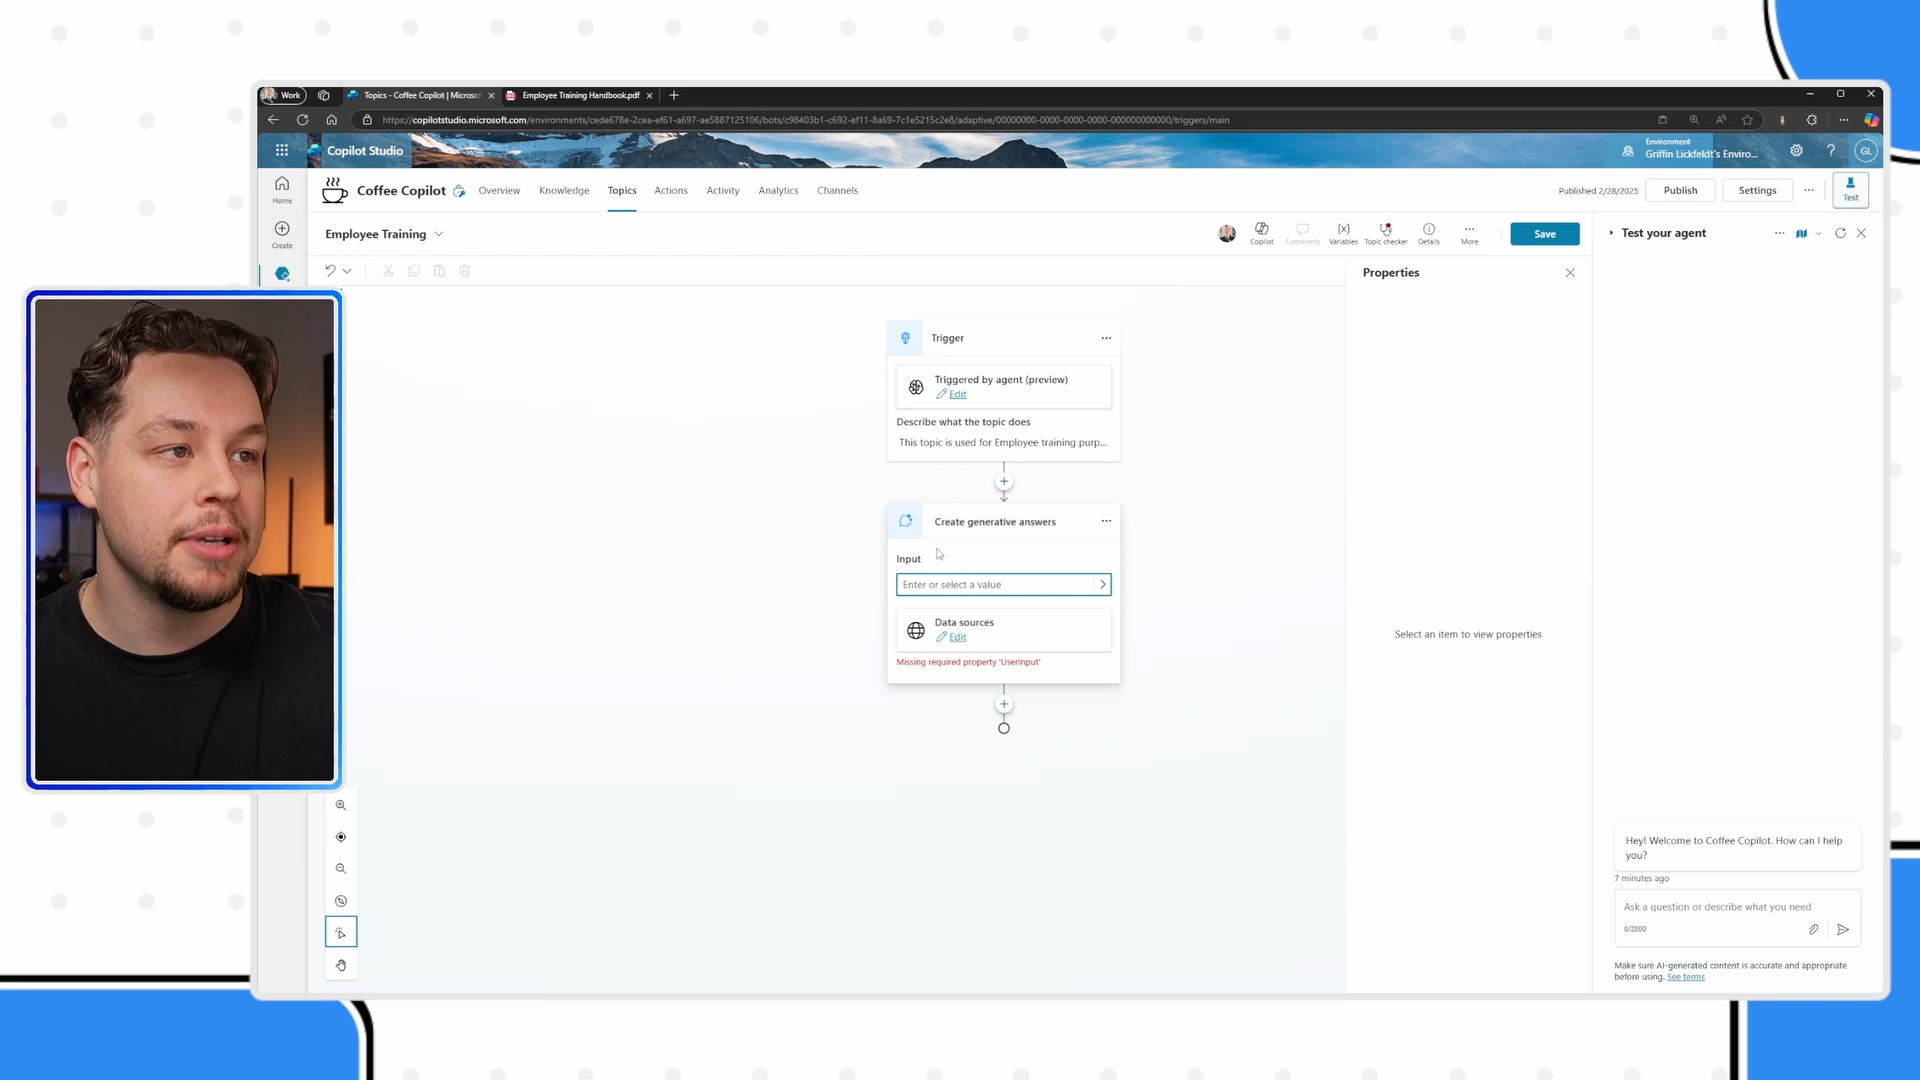 Work
Topics - Coffee Copilot | Microsof
Employee Training Handbook.pdf
https://copilotstudio.microsoft.com/environments/cede678e-2cea-ef61-a697-ae5887125106/bots/c98403b1-c692-ef11-8a69-7c1e5215c2e8/adaptive/00000000-0000-0000-0000-000000000000/triggers/main
Copilot Studio
Environment
Griffin Lickfeldt's Enviro...
GL
Home
Coffee Copilot
Overview
Knowledge
Topics
Actions
Activity
Analytics
Channels
Published 2/28/2025
Publish
Settings
Test
Create
Employee Training
Copilot
Comments
Variables
Topic checker
Details
More
Save
Test your agent
Properties
Trigger
Triggered by agent (preview)
Edit
Describe what the topic does
This topic is used for Employee training purp...
Create generative answers
Input
Enter or select a value
Data sources
Edit
Missing required property 'UserInput'
Select an item to view properties
Hey! Welcome to Coffee Copilot. How can I help
you?
7 minutes ago
Ask a question or describe what you need
0/2000
Make sure AI-generated content is accurate and appropriate
before using. See terms